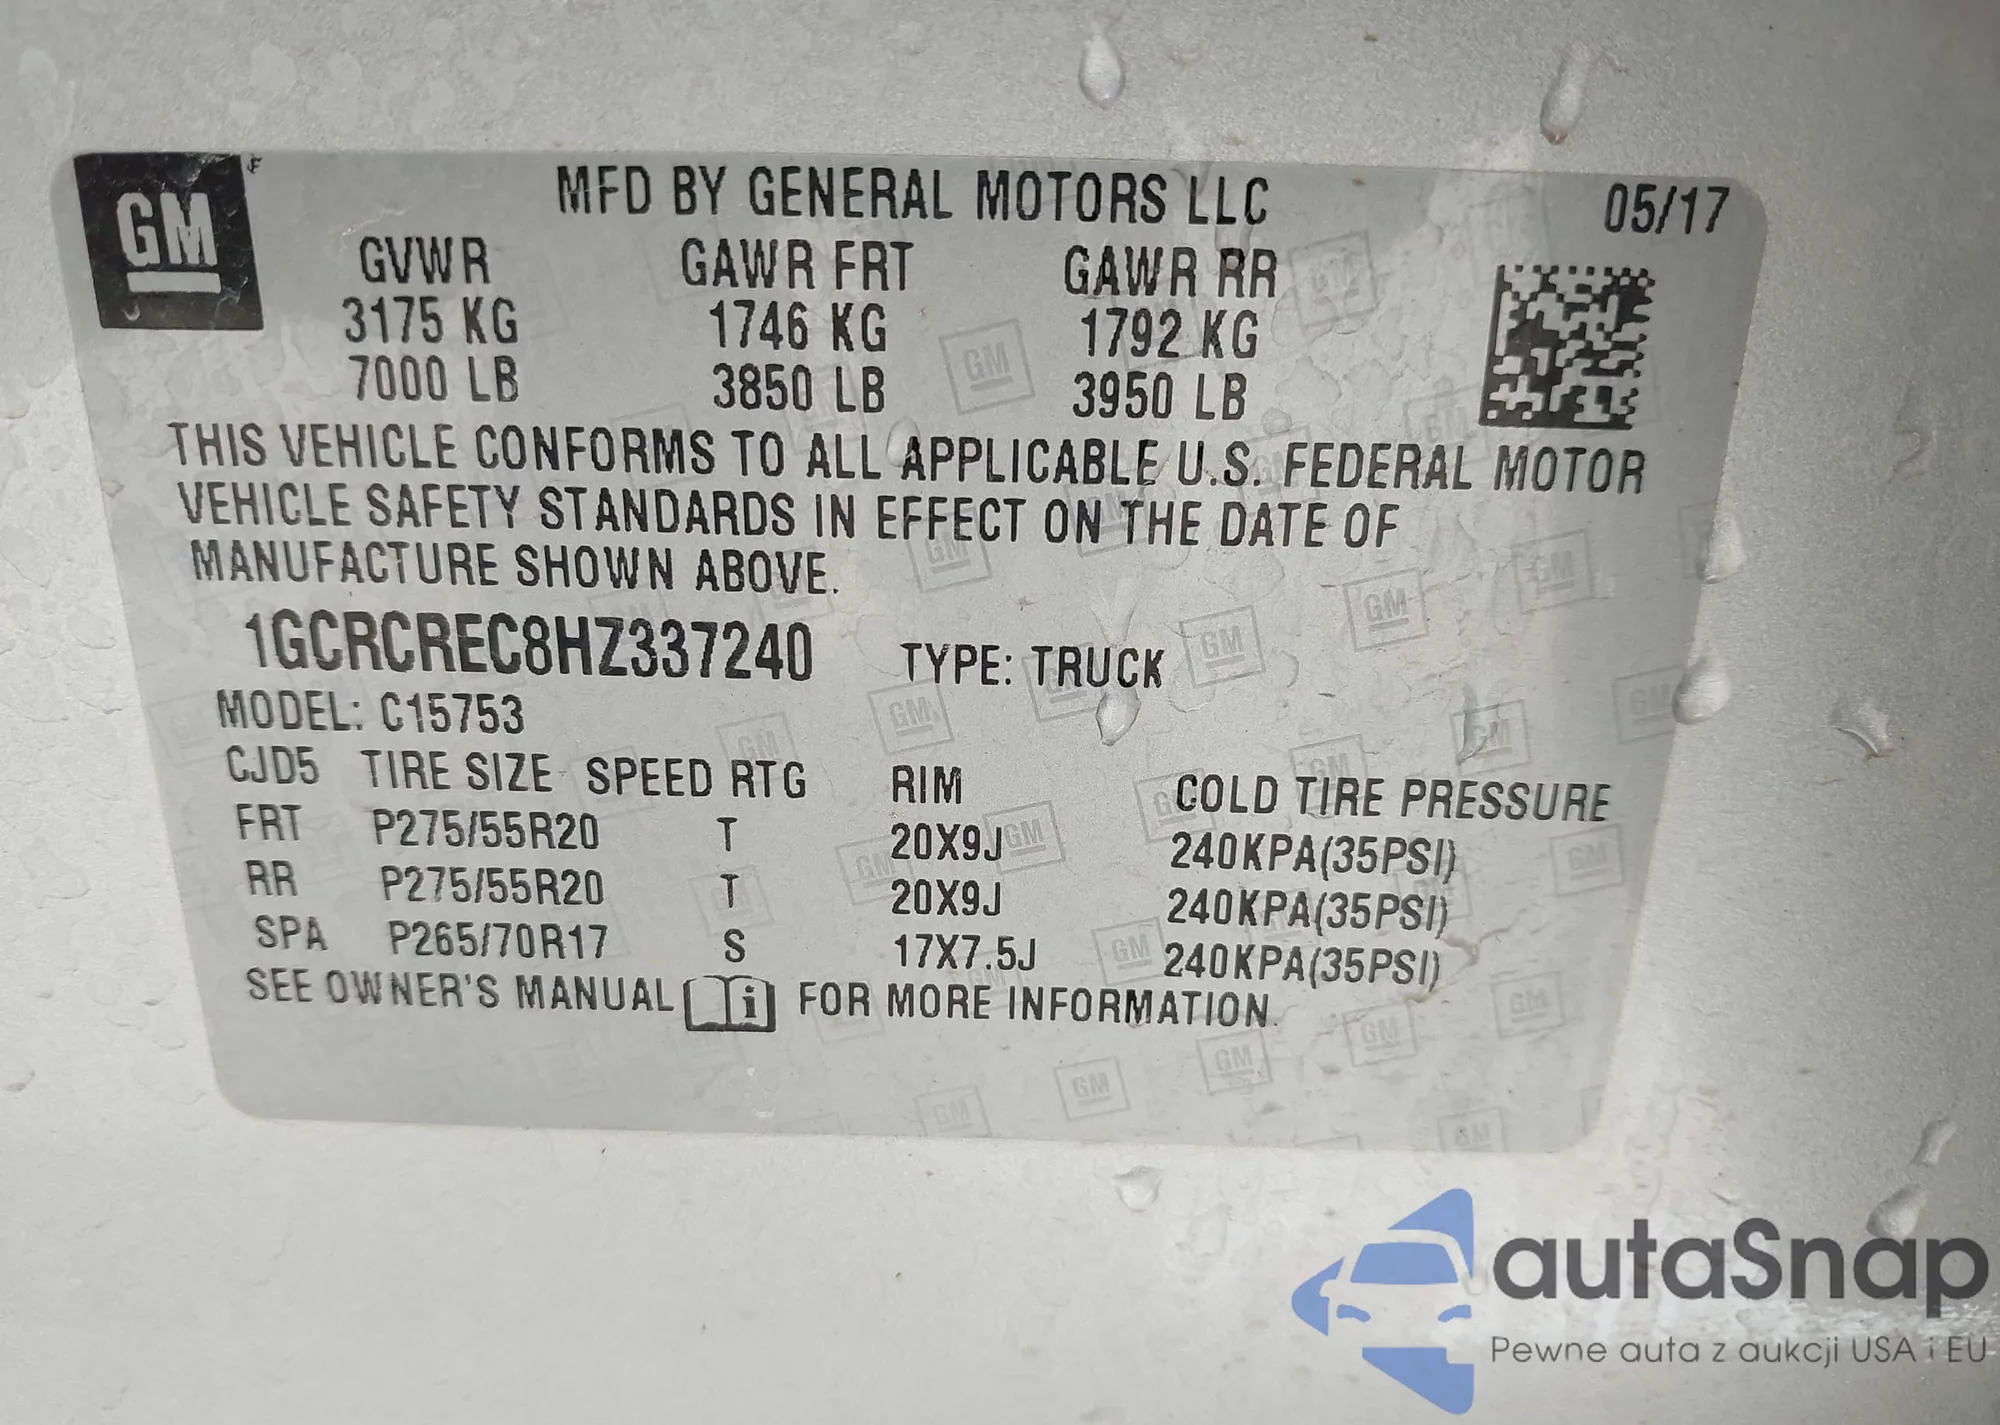 GM
MFD BY GENERAL MOTORS LLC 05/17
GVWR GAWR FRT GAWR RR
3175 KG 1746 KG 1792 KG
7000 LB 3850 LB 3950 LB
THIS VEHICLE CONFORMS TO ALL APPLICABLE U.S. FEDERAL MOTOR
VEHICLE SAFETY STANDARDS IN EFFECT ON THE DATE OF
MANUFACTURE SHOWN ABOVE.
1GCRCREC8HZ337240 TYPE: TRUCK
MODEL: C15753
CJD5 TIRE SIZE SPEED RTG RIM COLD TIRE PRESSURE
FRT P275/55R20 T 20X9J 240KPA(35PSI)
RR P275/55R20 T 20X9J 240KPA(35PSI)
SPA P265/70R17 S 17X7.5J 240KPA(35PSI)
SEE OWNER'S MANUAL i FOR MORE INFORMATION.
autaSnap
Pewne auta z aukcji USA i EU